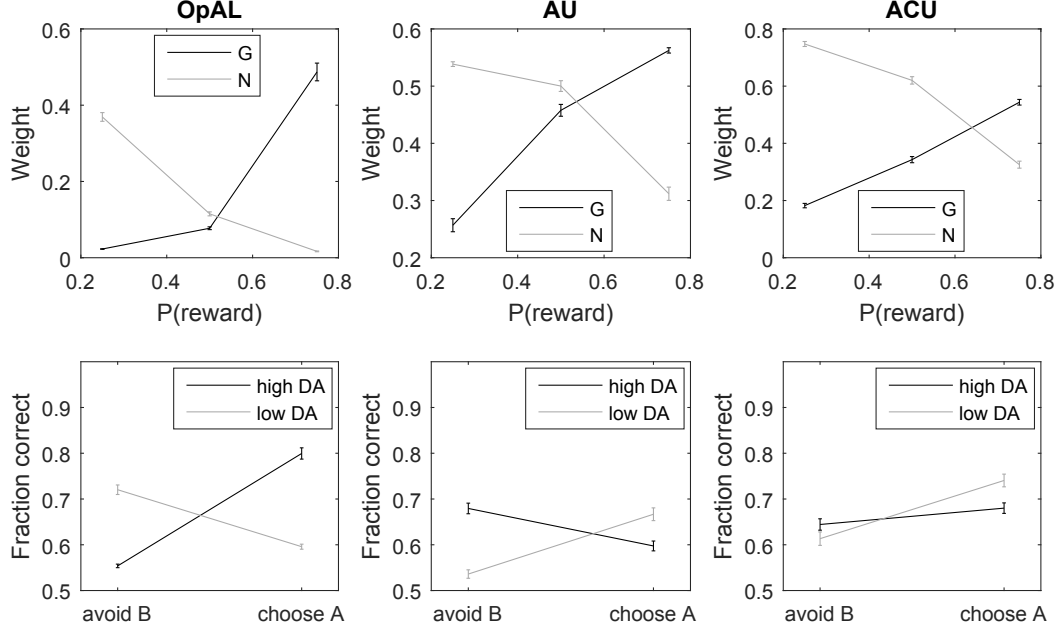 OpAL
0.6
0.4
0.2
0
Weight
G
N
0.2 0.4 0.6 0.8
P(reward)
AU
0.6
0.5
0.4
0.3
0.2
Weight
G
N
0.2 0.4 0.6 0.8
P(reward)
ACU
0.8
0.6
0.4
0.2
0
Weight
G
N
0.2 0.4 0.6 0.8
P(reward)
0.9
0.8
0.7
0.6
0.5
Fraction correct
high DA
low DA
avoid B choose A
0.9
0.8
0.7
0.6
0.5
Fraction correct
high DA
low DA
avoid B choose A
0.9
0.8
0.7
0.6
0.5
Fraction correct
high DA
low DA
avoid B choose A